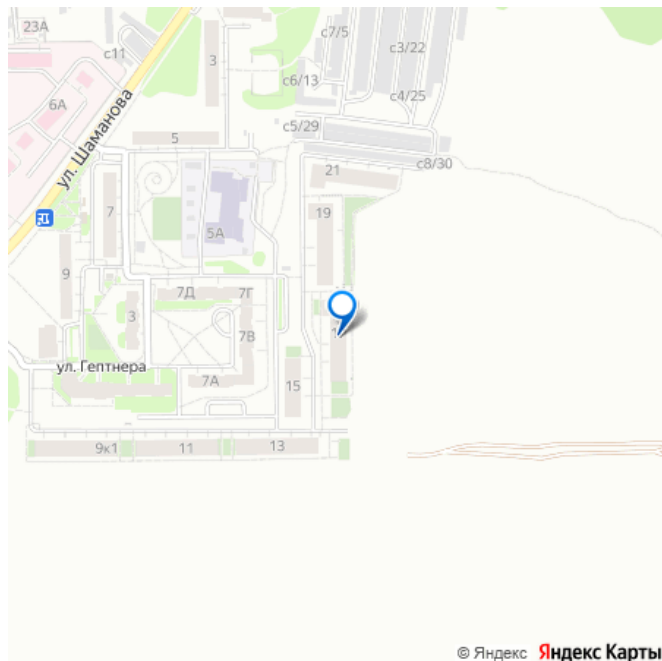 23А
с11
3
с7/5
с3/22
с6/13
с4/25
6А
ул. Шаманова
5
с5/29
с8/30
21
7
5А
19
9
7Д
7Г
3
7В
ул. Гептнера
7А
15
9к1
11
13
© Яндекс Яндекс Карты